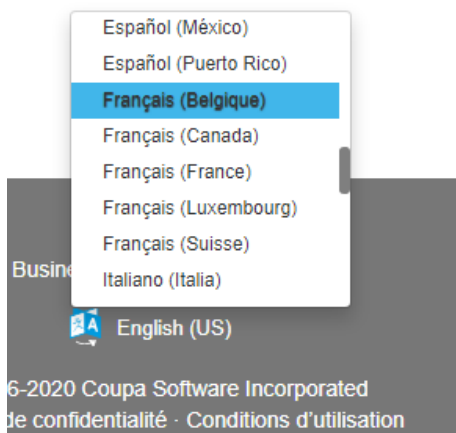 Español (México)
Español (Puerto Rico)
Français (Belgique)
Français (Canada)
Français (France)
Français (Luxembourg)
Français (Suisse)
Italiano (Italia)
English (US)
6-2020 Coupa Software Incorporated
de confidentialité · Conditions d'utilisation